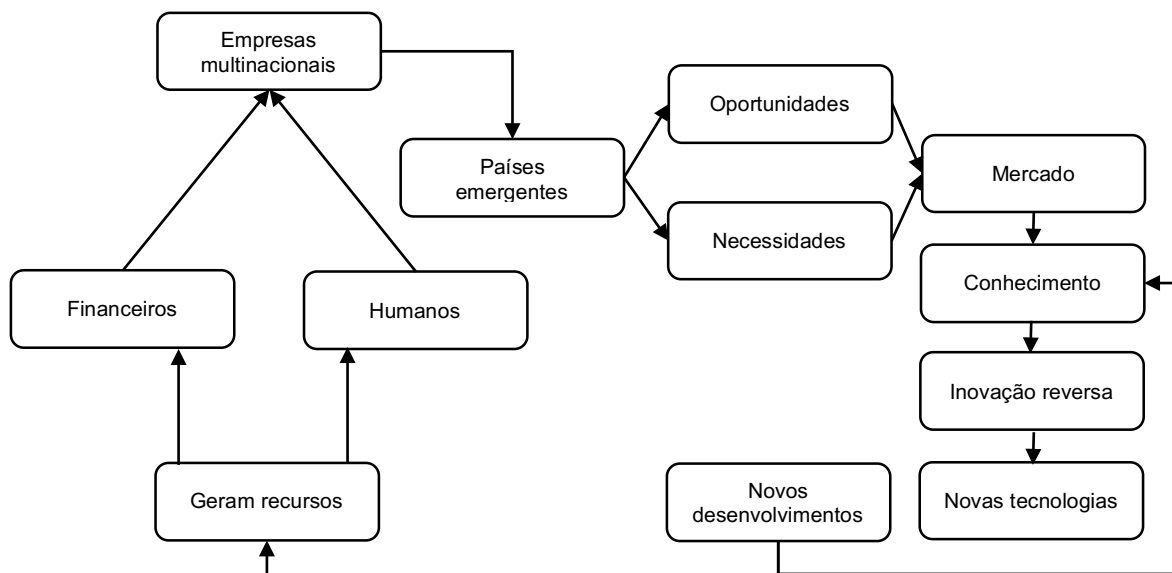 Empresas
multinacionais
Oportunidades
Países
emergentes
Mercado
Necessidades
Financeiros
Humanos
Conhecimento
Inovação reversa
Geram recursos
Novos
desenvolvimentos
Novas tecnologias